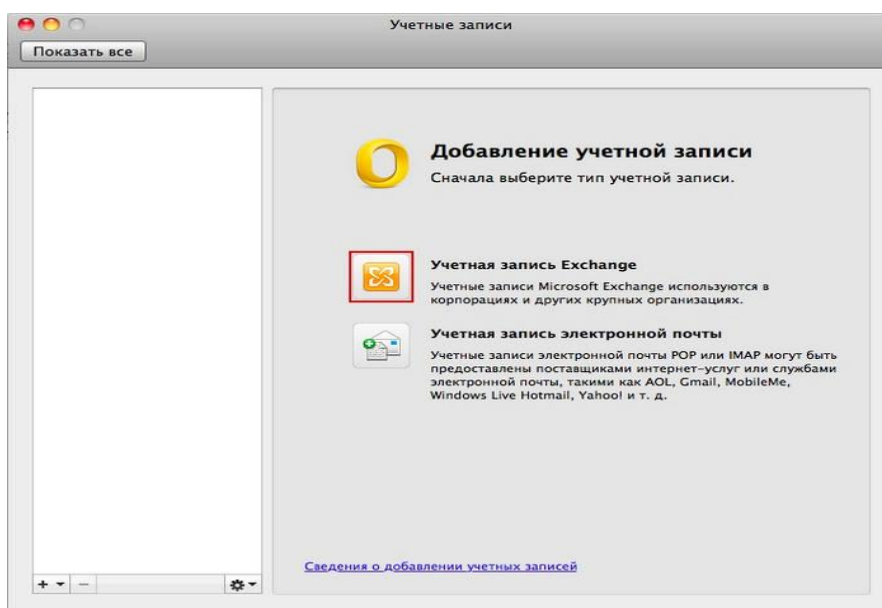 Учетные записи
Показать все
Добавление учетной записи
Сначала выберите тип учетной записи.
Учетная запись Exchange
Учетные записи Microsoft Exchange используются в
корпорациях и других крупных организациях.
Учетная запись электронной почты
Учетные записи электронной почты POP или IMAP могут быть
предоставлены поставщиками интернет-услуг или службами
электронной почты, такими как AOL, Gmail, MobileMe,
Windows Live Hotmail, Yahoo! и т. д.
Сведения о добавлении учетных записей